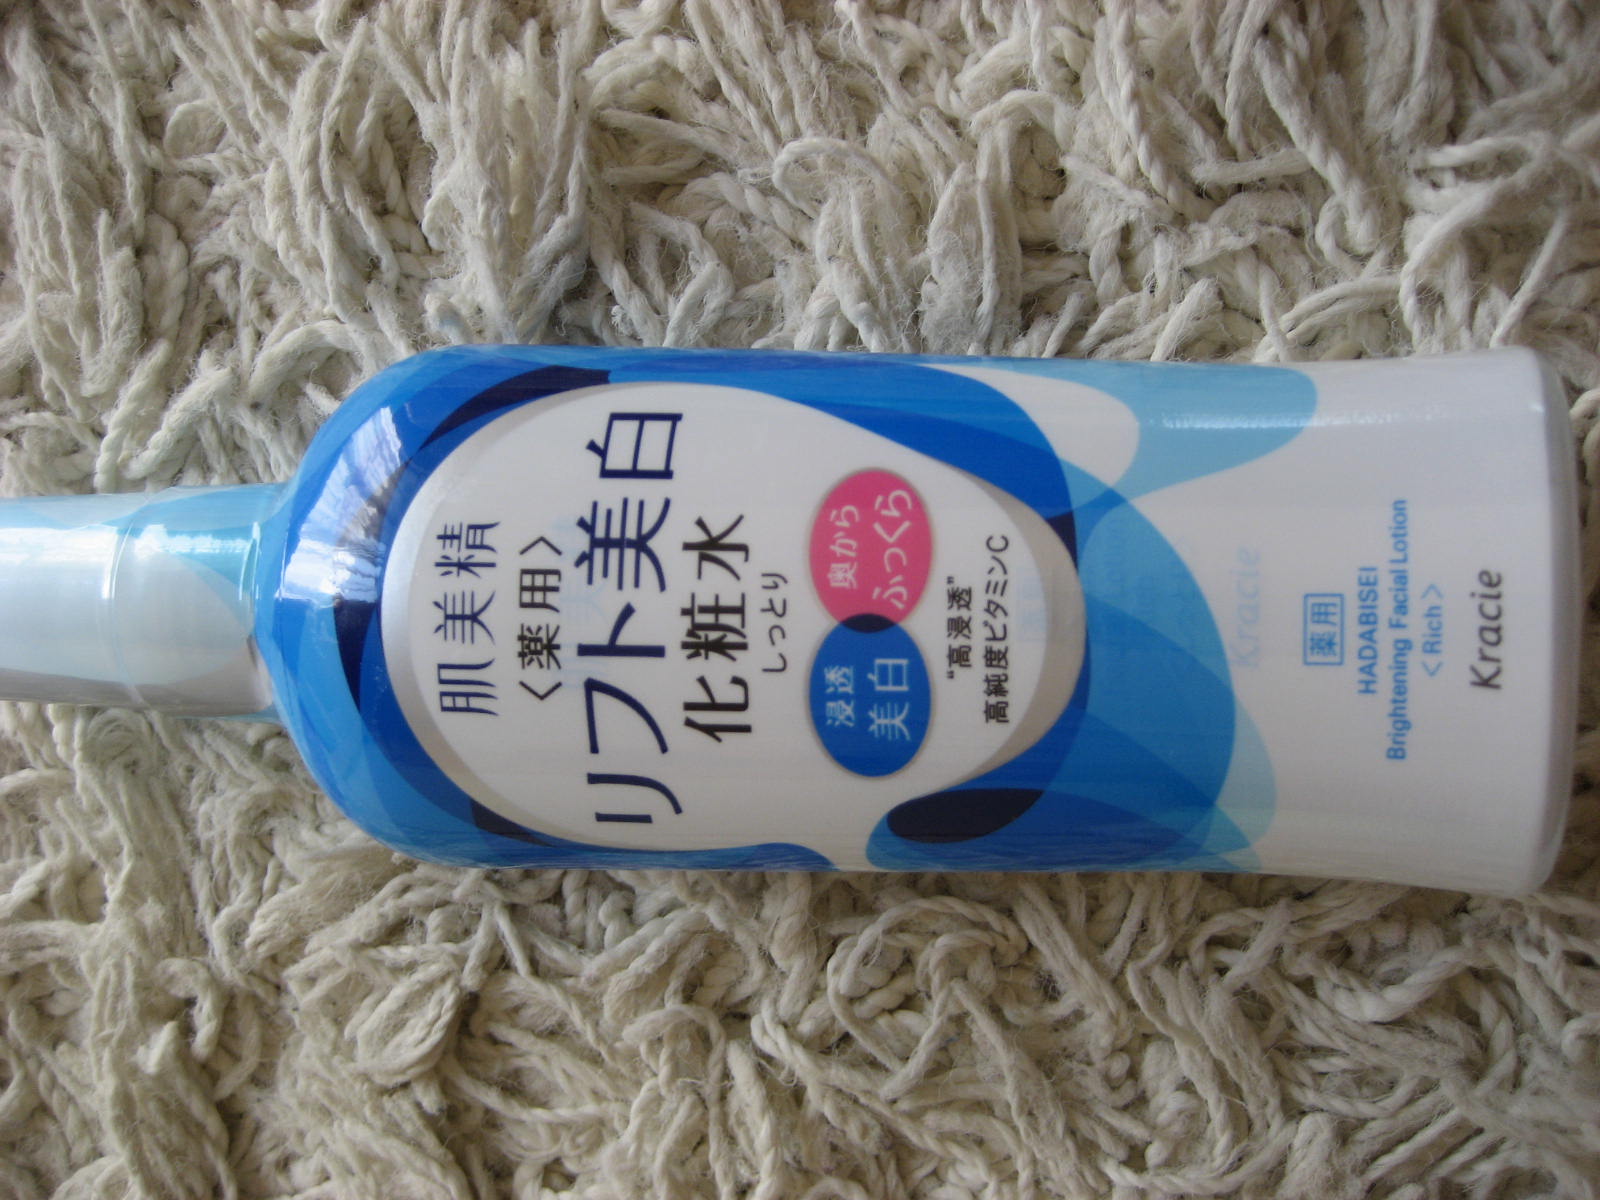 肌美精
<薬用>
リフト美白
化粧水
しっとり
浸透
美白
奥から
ふっくら
“高浸透”
高純度ビタミンC
薬用
HADABISEI
Brightening Facial Lotion
<Rich>
Kracie